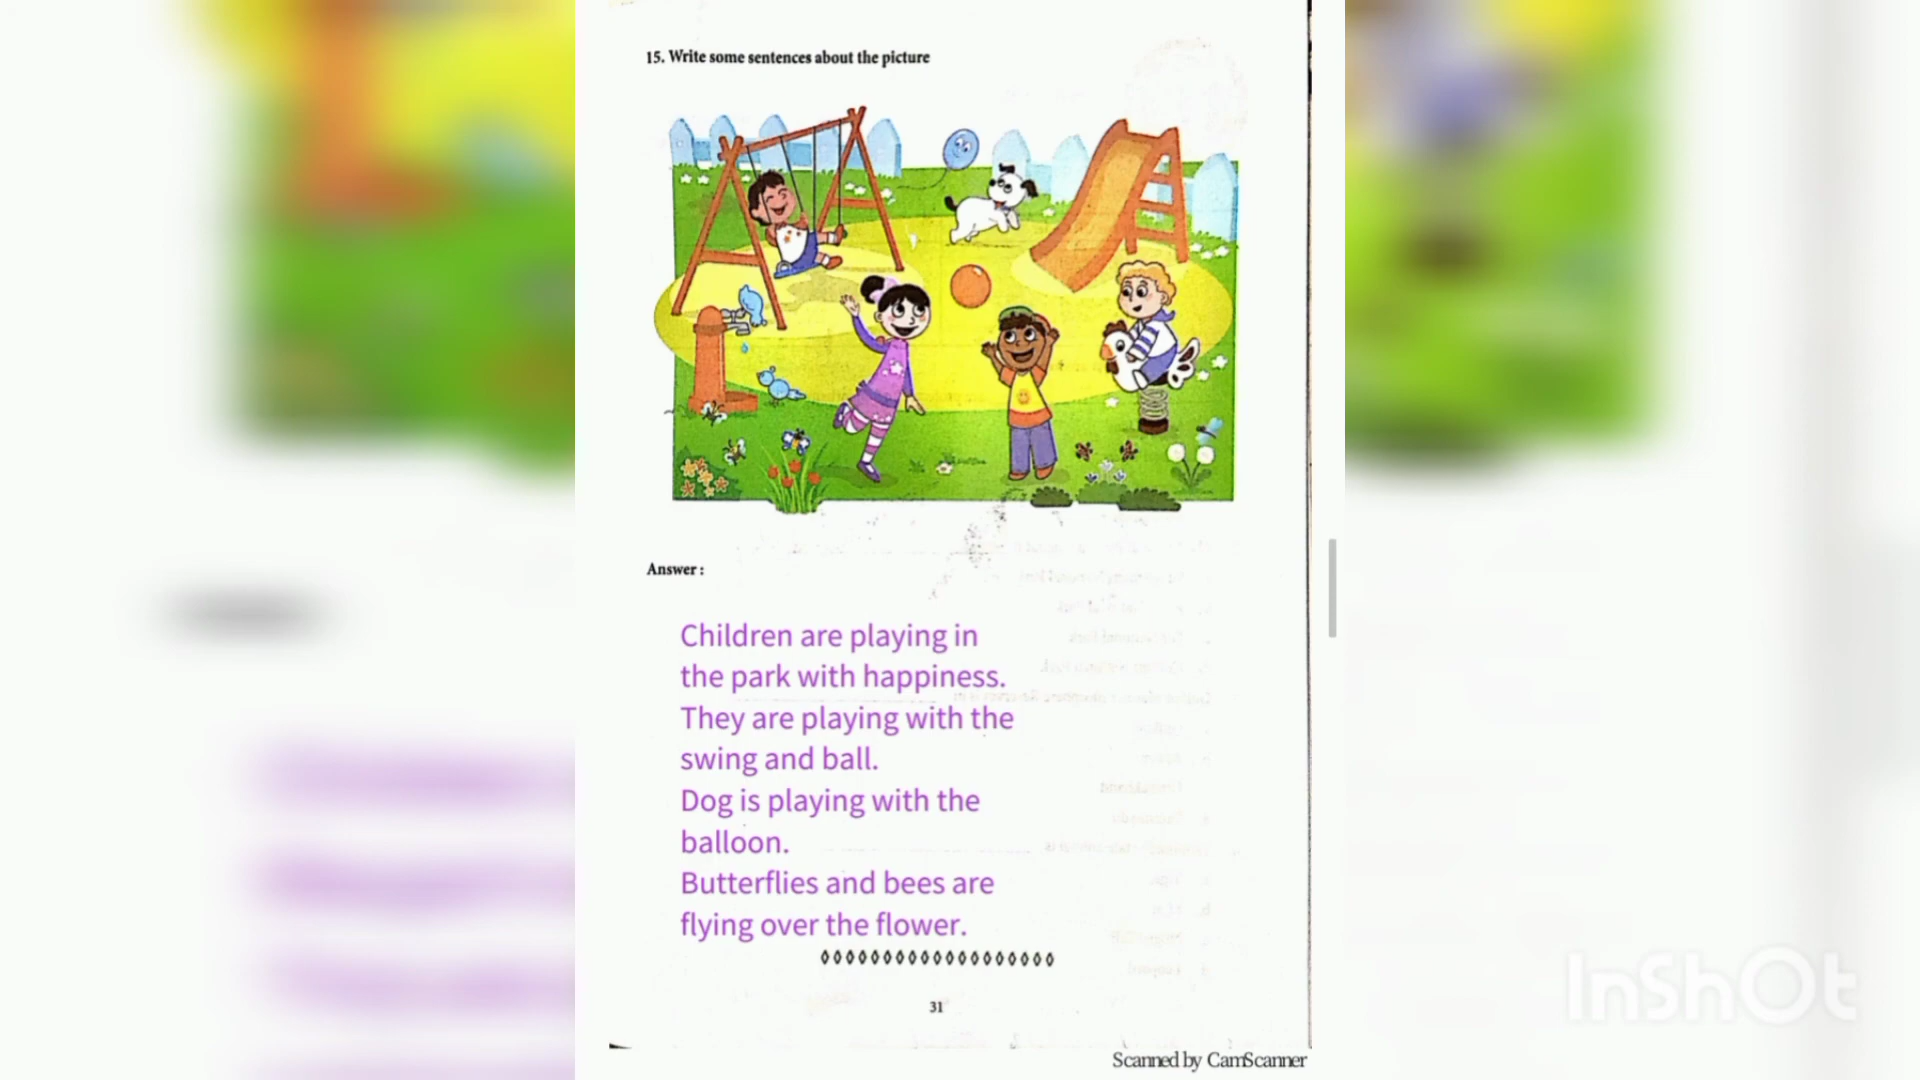 15. Write some sentences about the picture
Answer :
Children are playing in
the park with happiness.
They are playing with the
swing and ball.
Dog is playing with the
balloon.
Butterflies and bees are
flying over the flower.
31
Scanned by CamScanner
InShOt